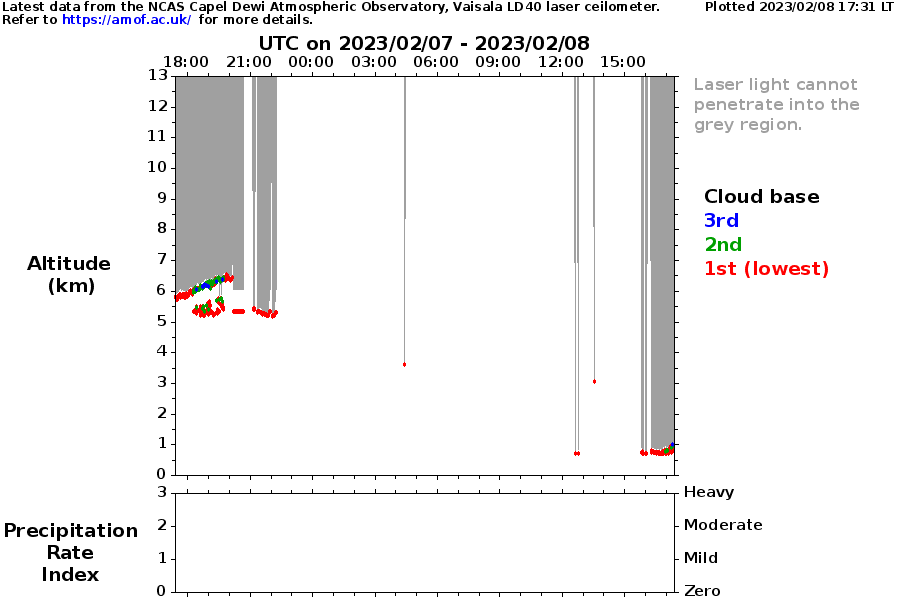 Latest data from the NCAS Capel Dewi Atmospheric Observatory, Vaisala LD40 laser ceilometer.
Plotted 2023/02/08 17:31 LT
Refer to https://amof.ac.uk/ for more details.
UTC on 2023/02/07 - 2023/02/08
18:00 21:00 00:00 03:00 06:00 09:00 12:00 15:00
13
12
11
10
9
8
7
6
5
4
3
2
1
0
Altitude
(km)
Laser light cannot
penetrate into the
grey region.
Cloud base
3rd
2nd
1st (lowest)
3
2
1
0
Precipitation
Rate
Index
Heavy
Moderate
Mild
Zero